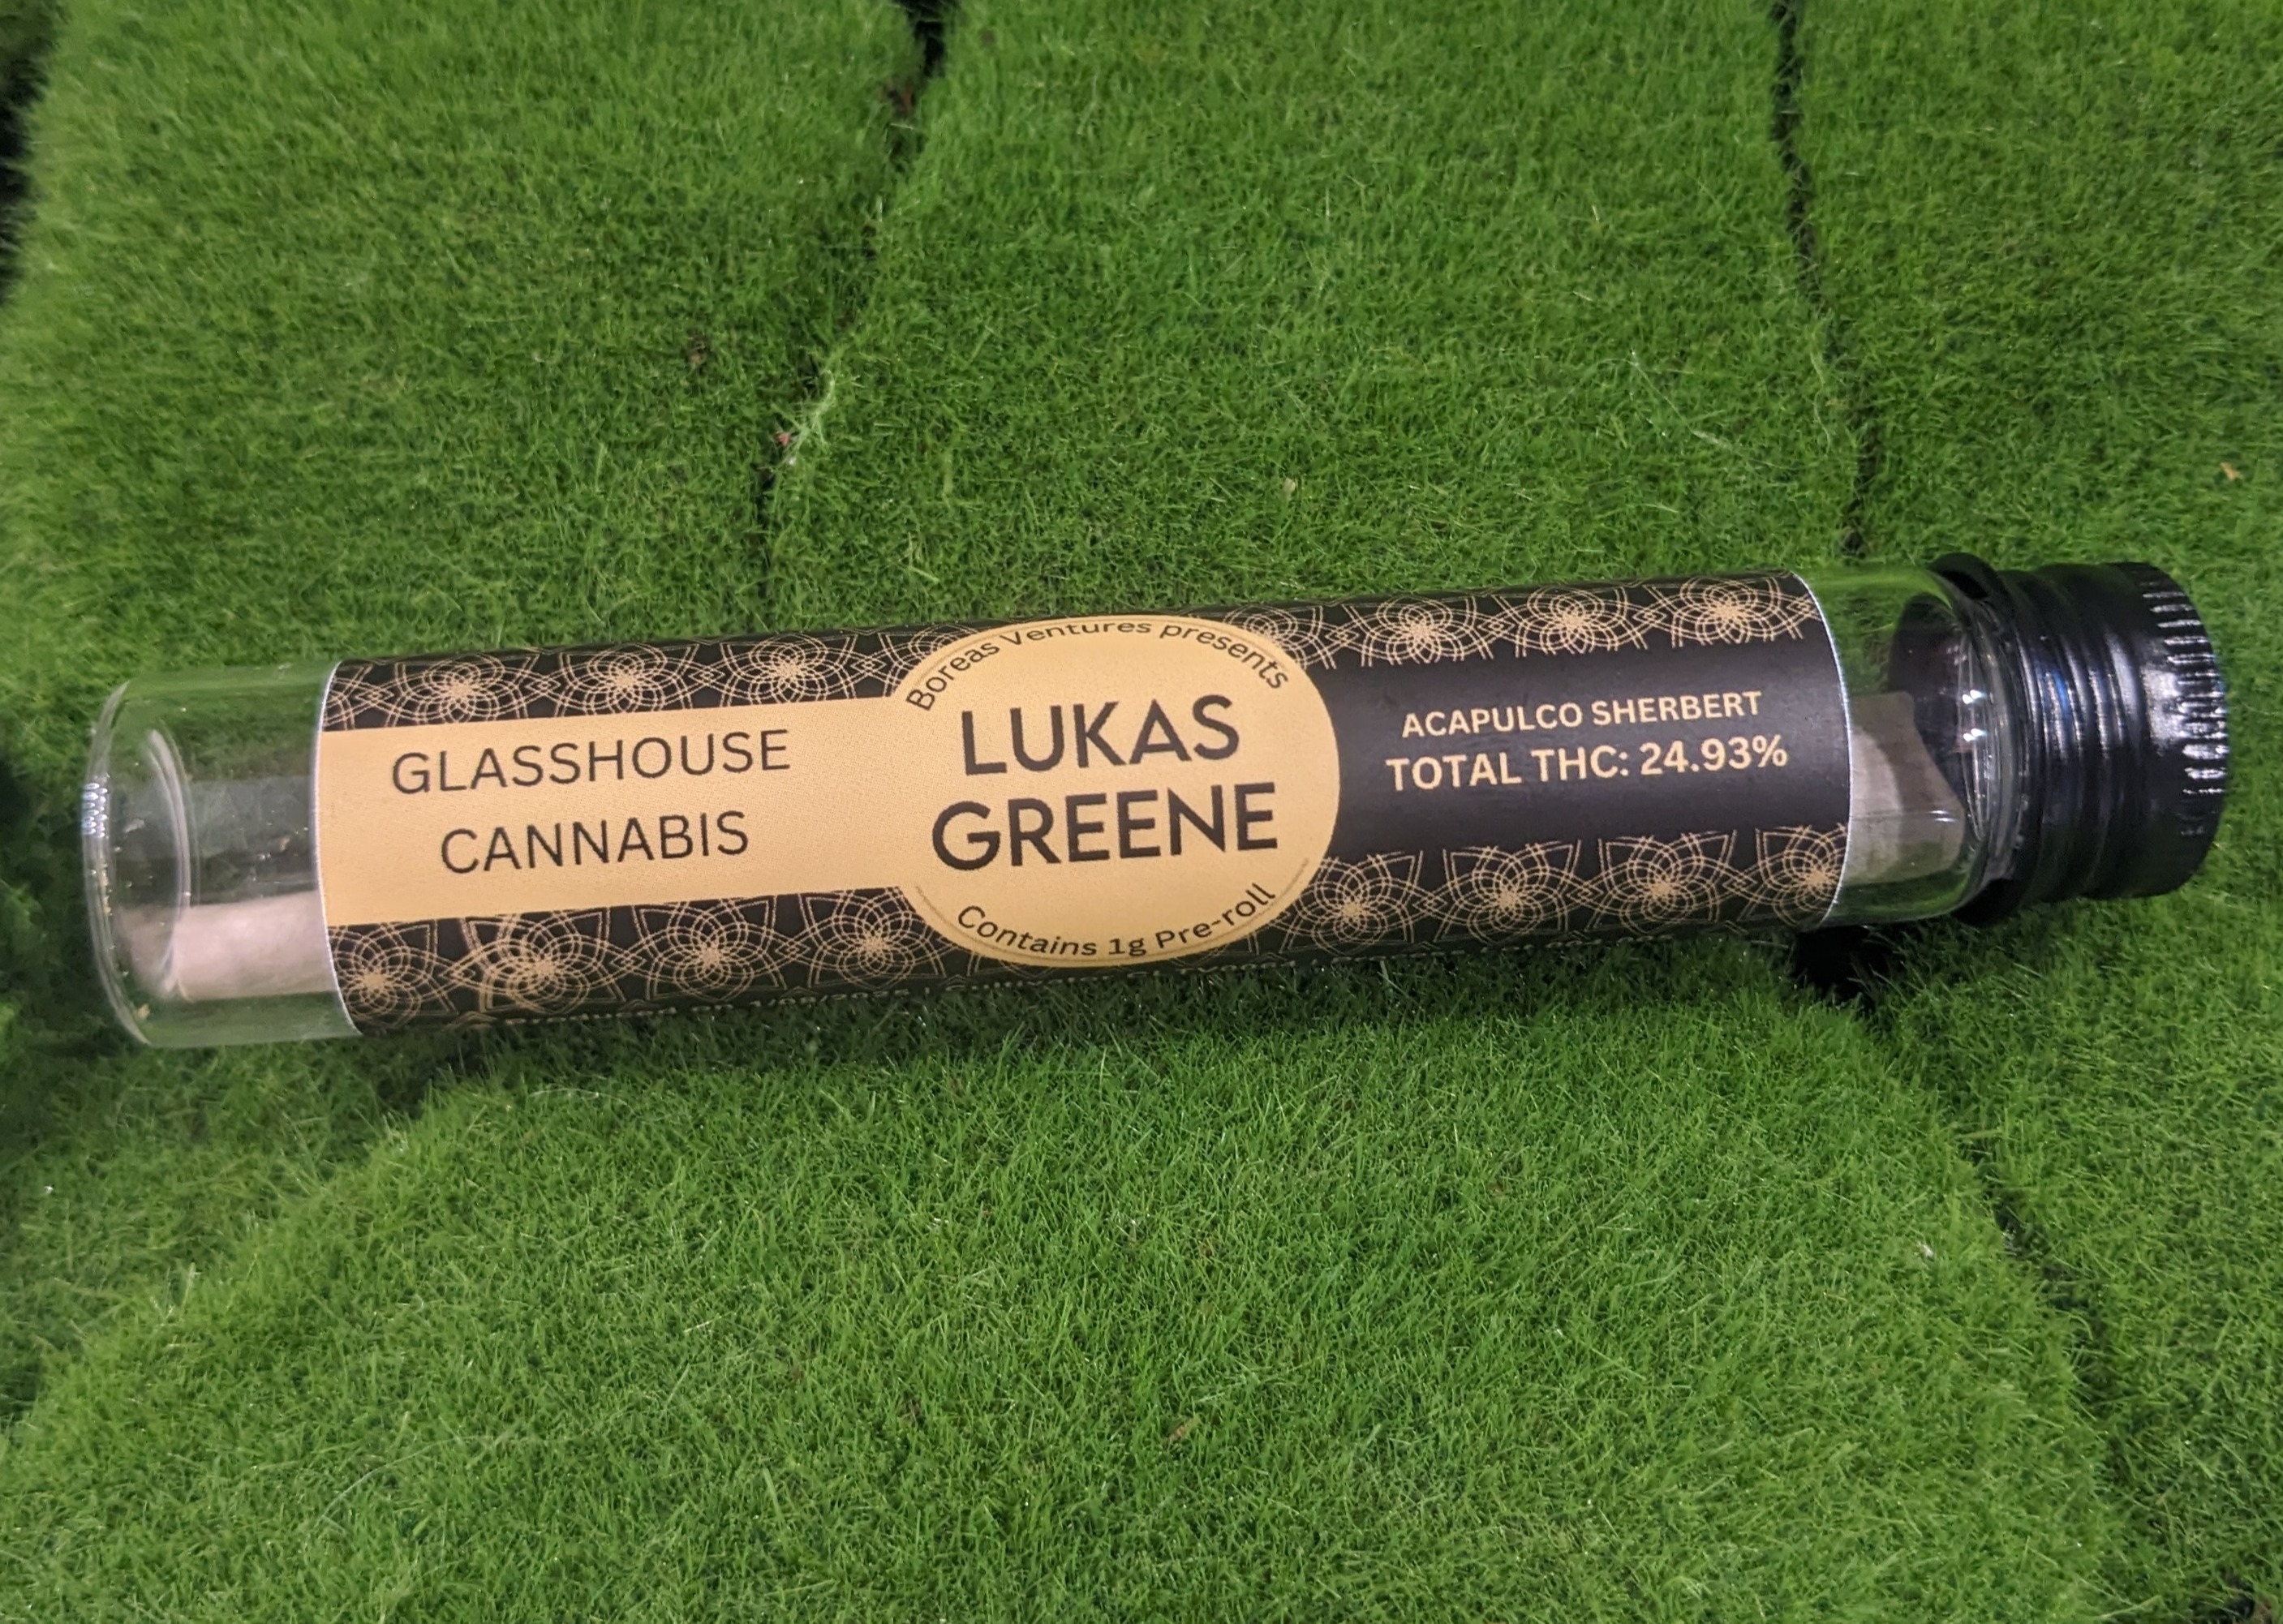 GLASSHOUSE
CANNABIS
Boreas Ventures presents
LUKAS
GREENE
Contains 1g Pre-roll
ACAPULCO SHERBERT
TOTAL THC: 24.93%